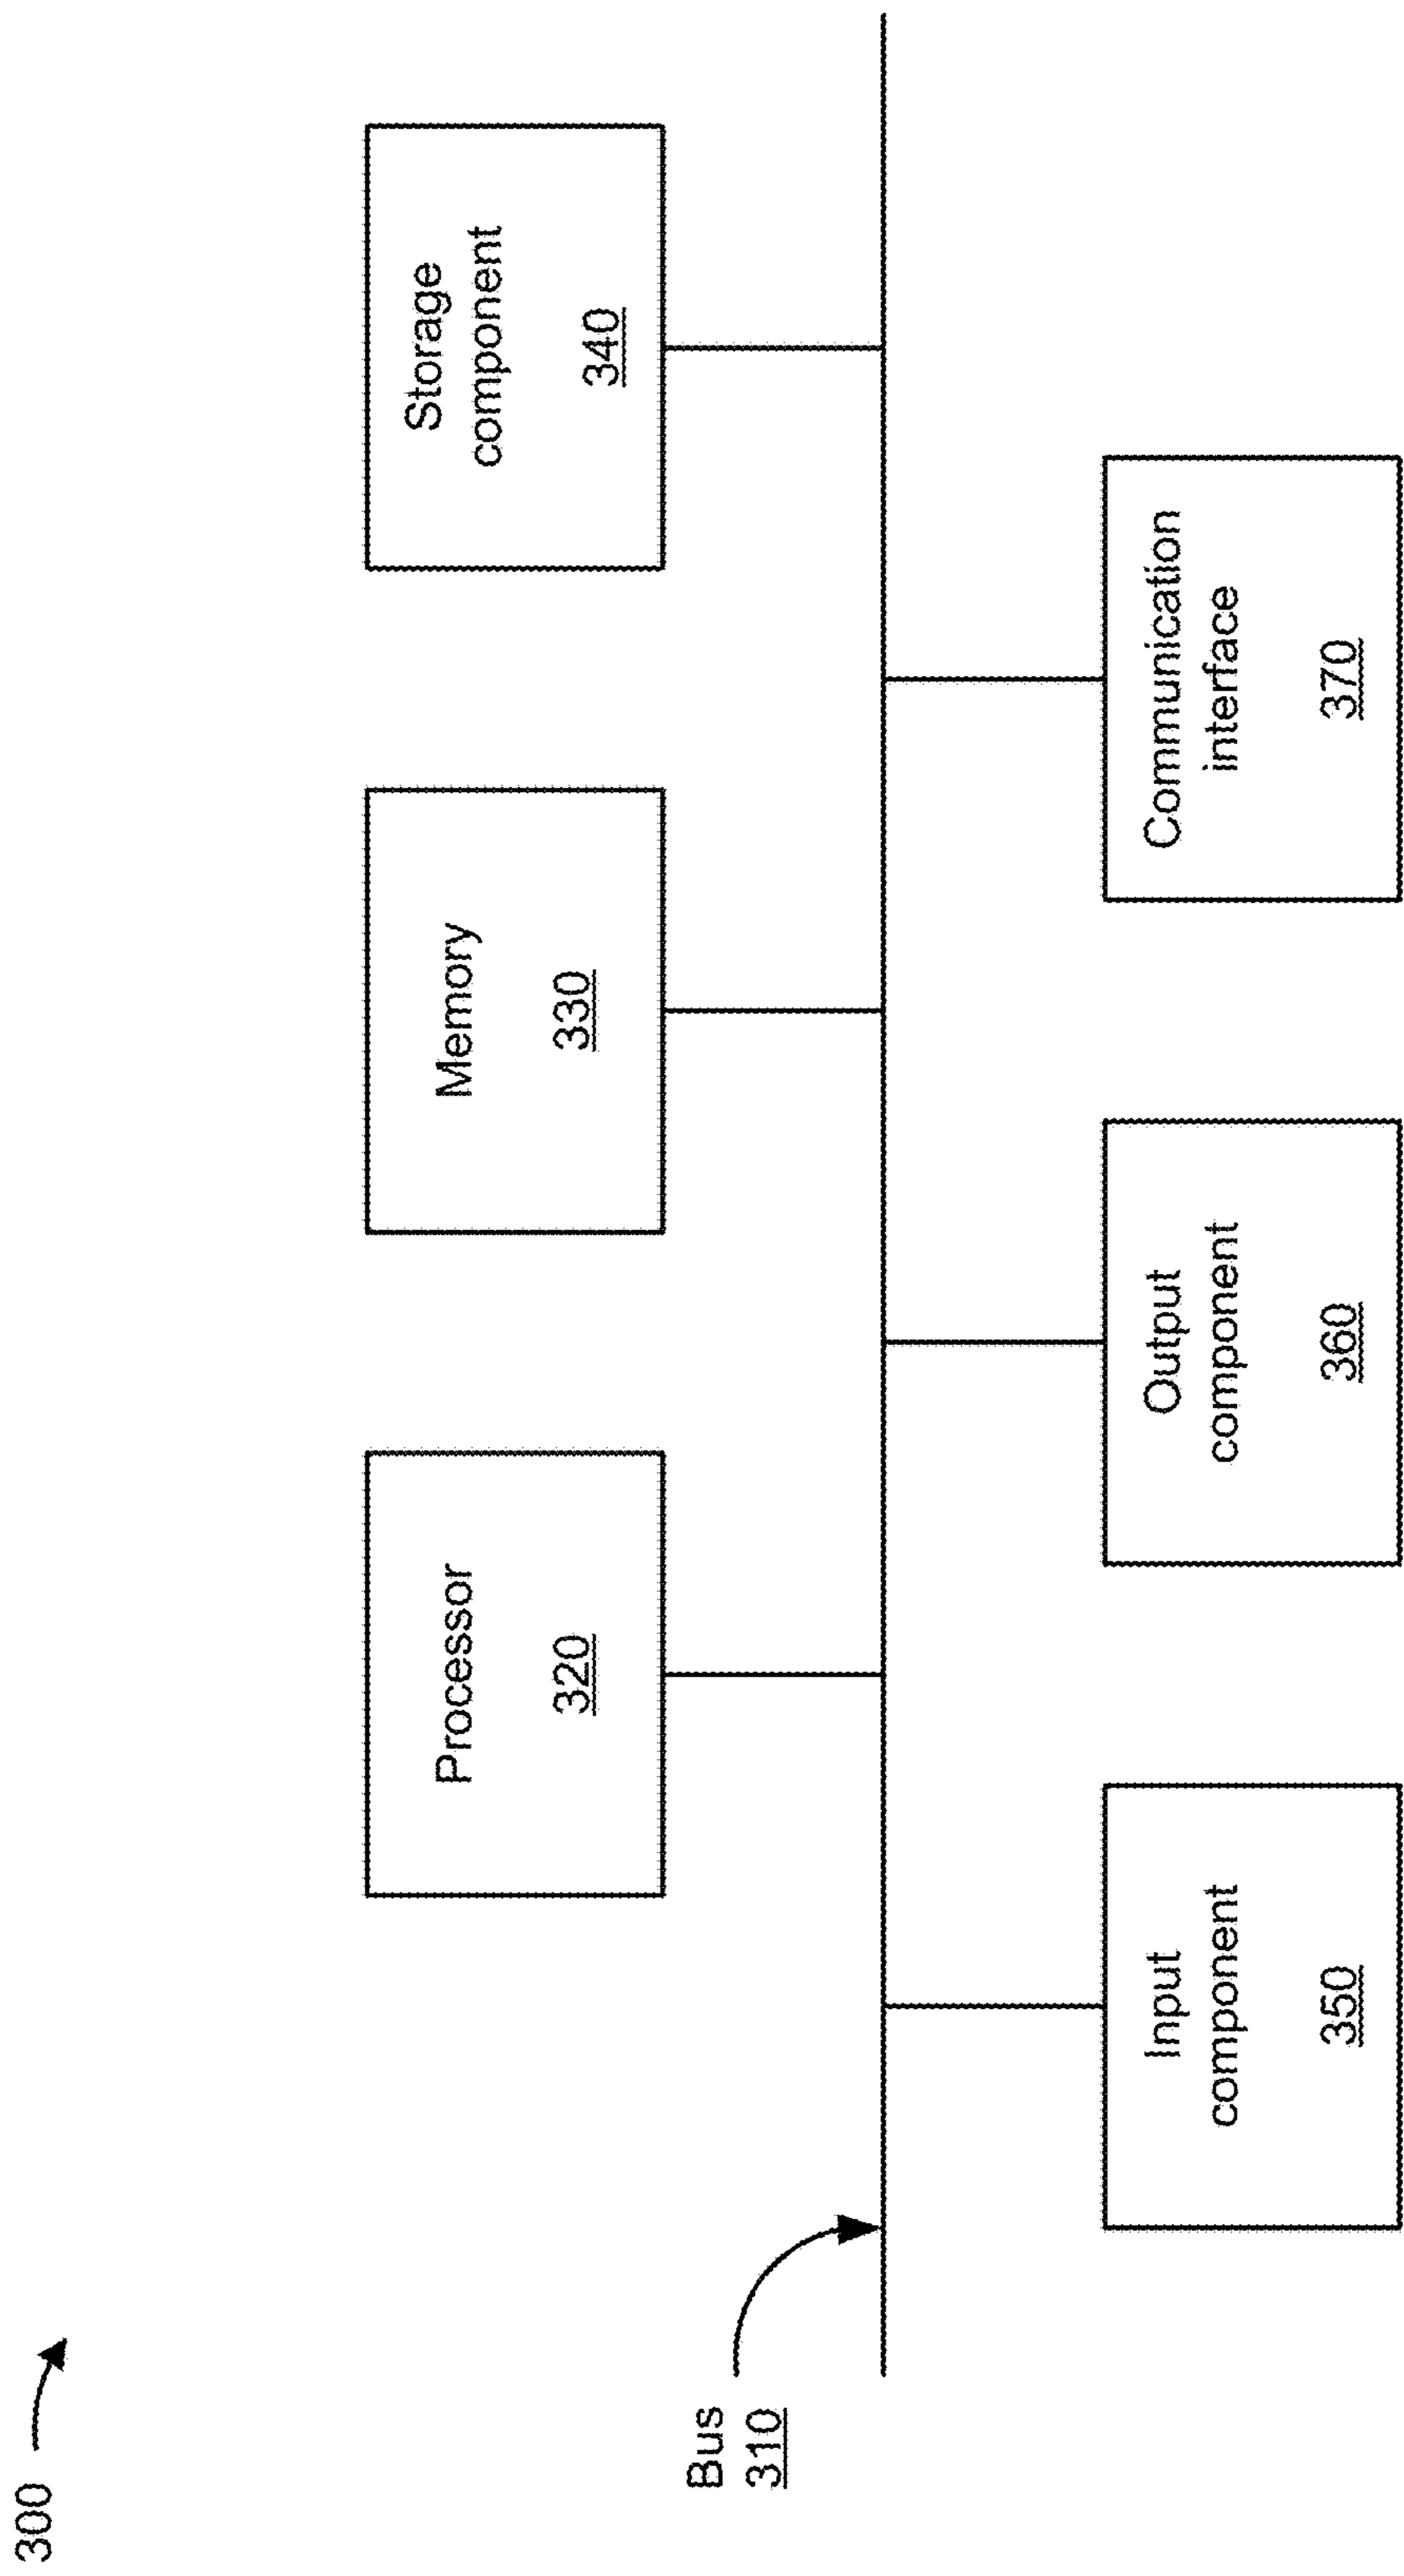 300
Processor
320
Memory
330
Storage
component
340
Bus
310
Input
component
350
Output
component
360
Communication
interface
370